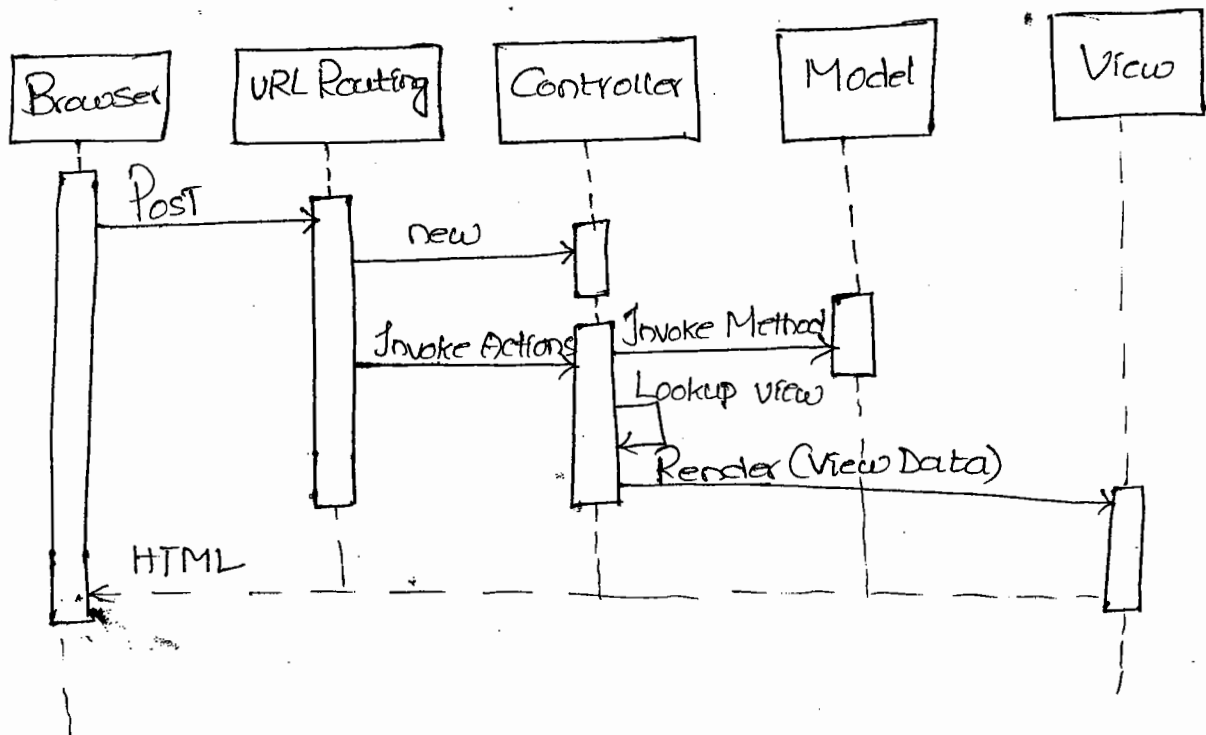 Browser
URL Routing
Controller
Model
View
Post
new
Invoke Actions
Invoke Method
Lookup view
Render (View Data)
HTML